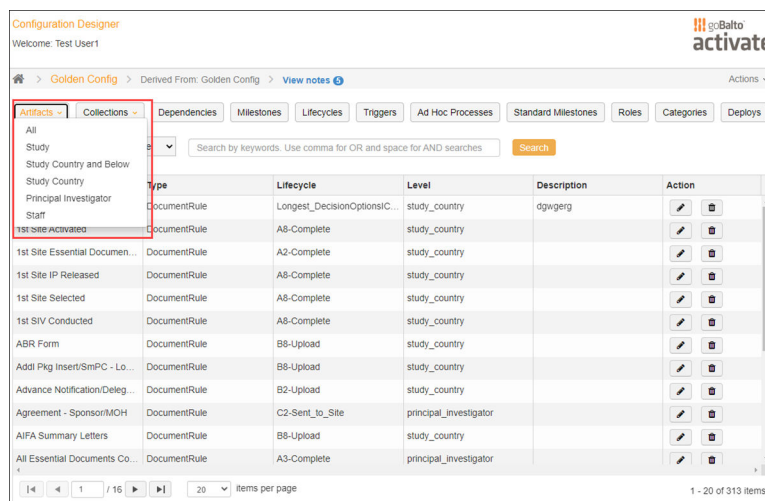 Configuration Designer
Welcome: Test User1
goBalto
activate
> Golden Config > Derived From: Golden Config > View notes 5 Actions
Artifacts Collections Dependencies Milestones Lifecycles Triggers Ad Hoc Processes Standard Milestones Roles Categories Deploys
All
Study
Study Country and Below
Study Country
Principal Investigator
Staff
Search by keywords. Use comma for OR and space for AND searches Search
Type Lifecycle Level Description Action
DocumentRule Longest_DecisionOptionsIC... study_country dgwgerg
1st Site Activated DocumentRule A8-Complete study_country
1st Site Essential Documen... DocumentRule A2-Complete study_country
1st Site IP Released DocumentRule A8-Complete study_country
1st Site Selected DocumentRule A8-Complete study_country
1st SIV Conducted DocumentRule A8-Complete study_country
ABR Form DocumentRule B8-Upload study_country
Addl Pkg Insert/SmPC - Lo... DocumentRule B8-Upload study_country
Advance Notification/Deleg... DocumentRule B2-Upload study_country
Agreement - Sponsor/MOH DocumentRule C2-Sent_to_Site principal_investigator
AIFA Summary Letters DocumentRule B8-Upload study_country
All Essential Documents Co... DocumentRule A3-Complete principal_investigator
1 / 16 20 items per page 1 - 20 of 313 items